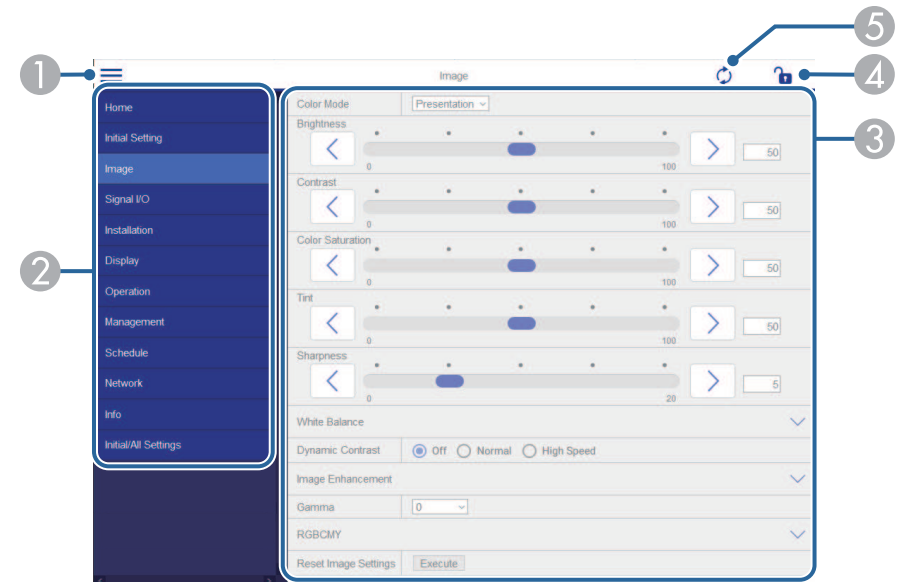 5
1
Image
4
Home
Color Mode
Presentation
Brightness
Initial Setting
3
50
0
100
Image
Contrast
Signal I/O
50
0
100
Installation
Color Saturation
Display
2
50
0
100
Operation
Tint
Management
50
0
100
Schedule
Sharpness
Network
5
0
20
Info
White Balance
Initial/All Settings
Dynamic Contrast
Off
Normal
High Speed
Image Enhancement
Gamma
0
RGBCMY
Reset Image Settings
Execute